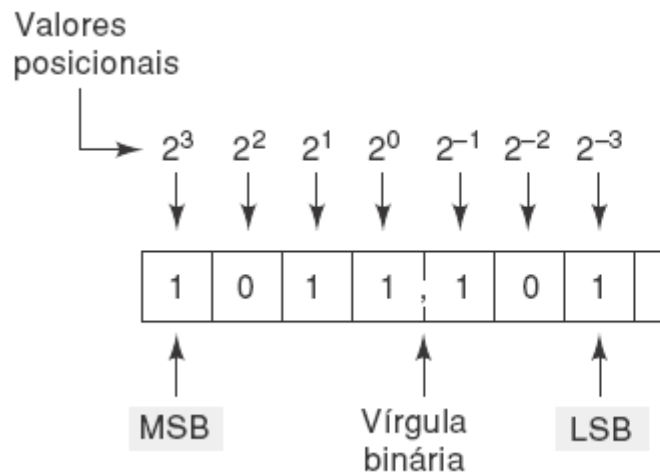 Valores
posicionais
2³ 2² 2¹ 2⁰ 2⁻¹ 2⁻² 2⁻³
1 0 1 1 , 1 0 1
MSB Vírgula LSB
binária